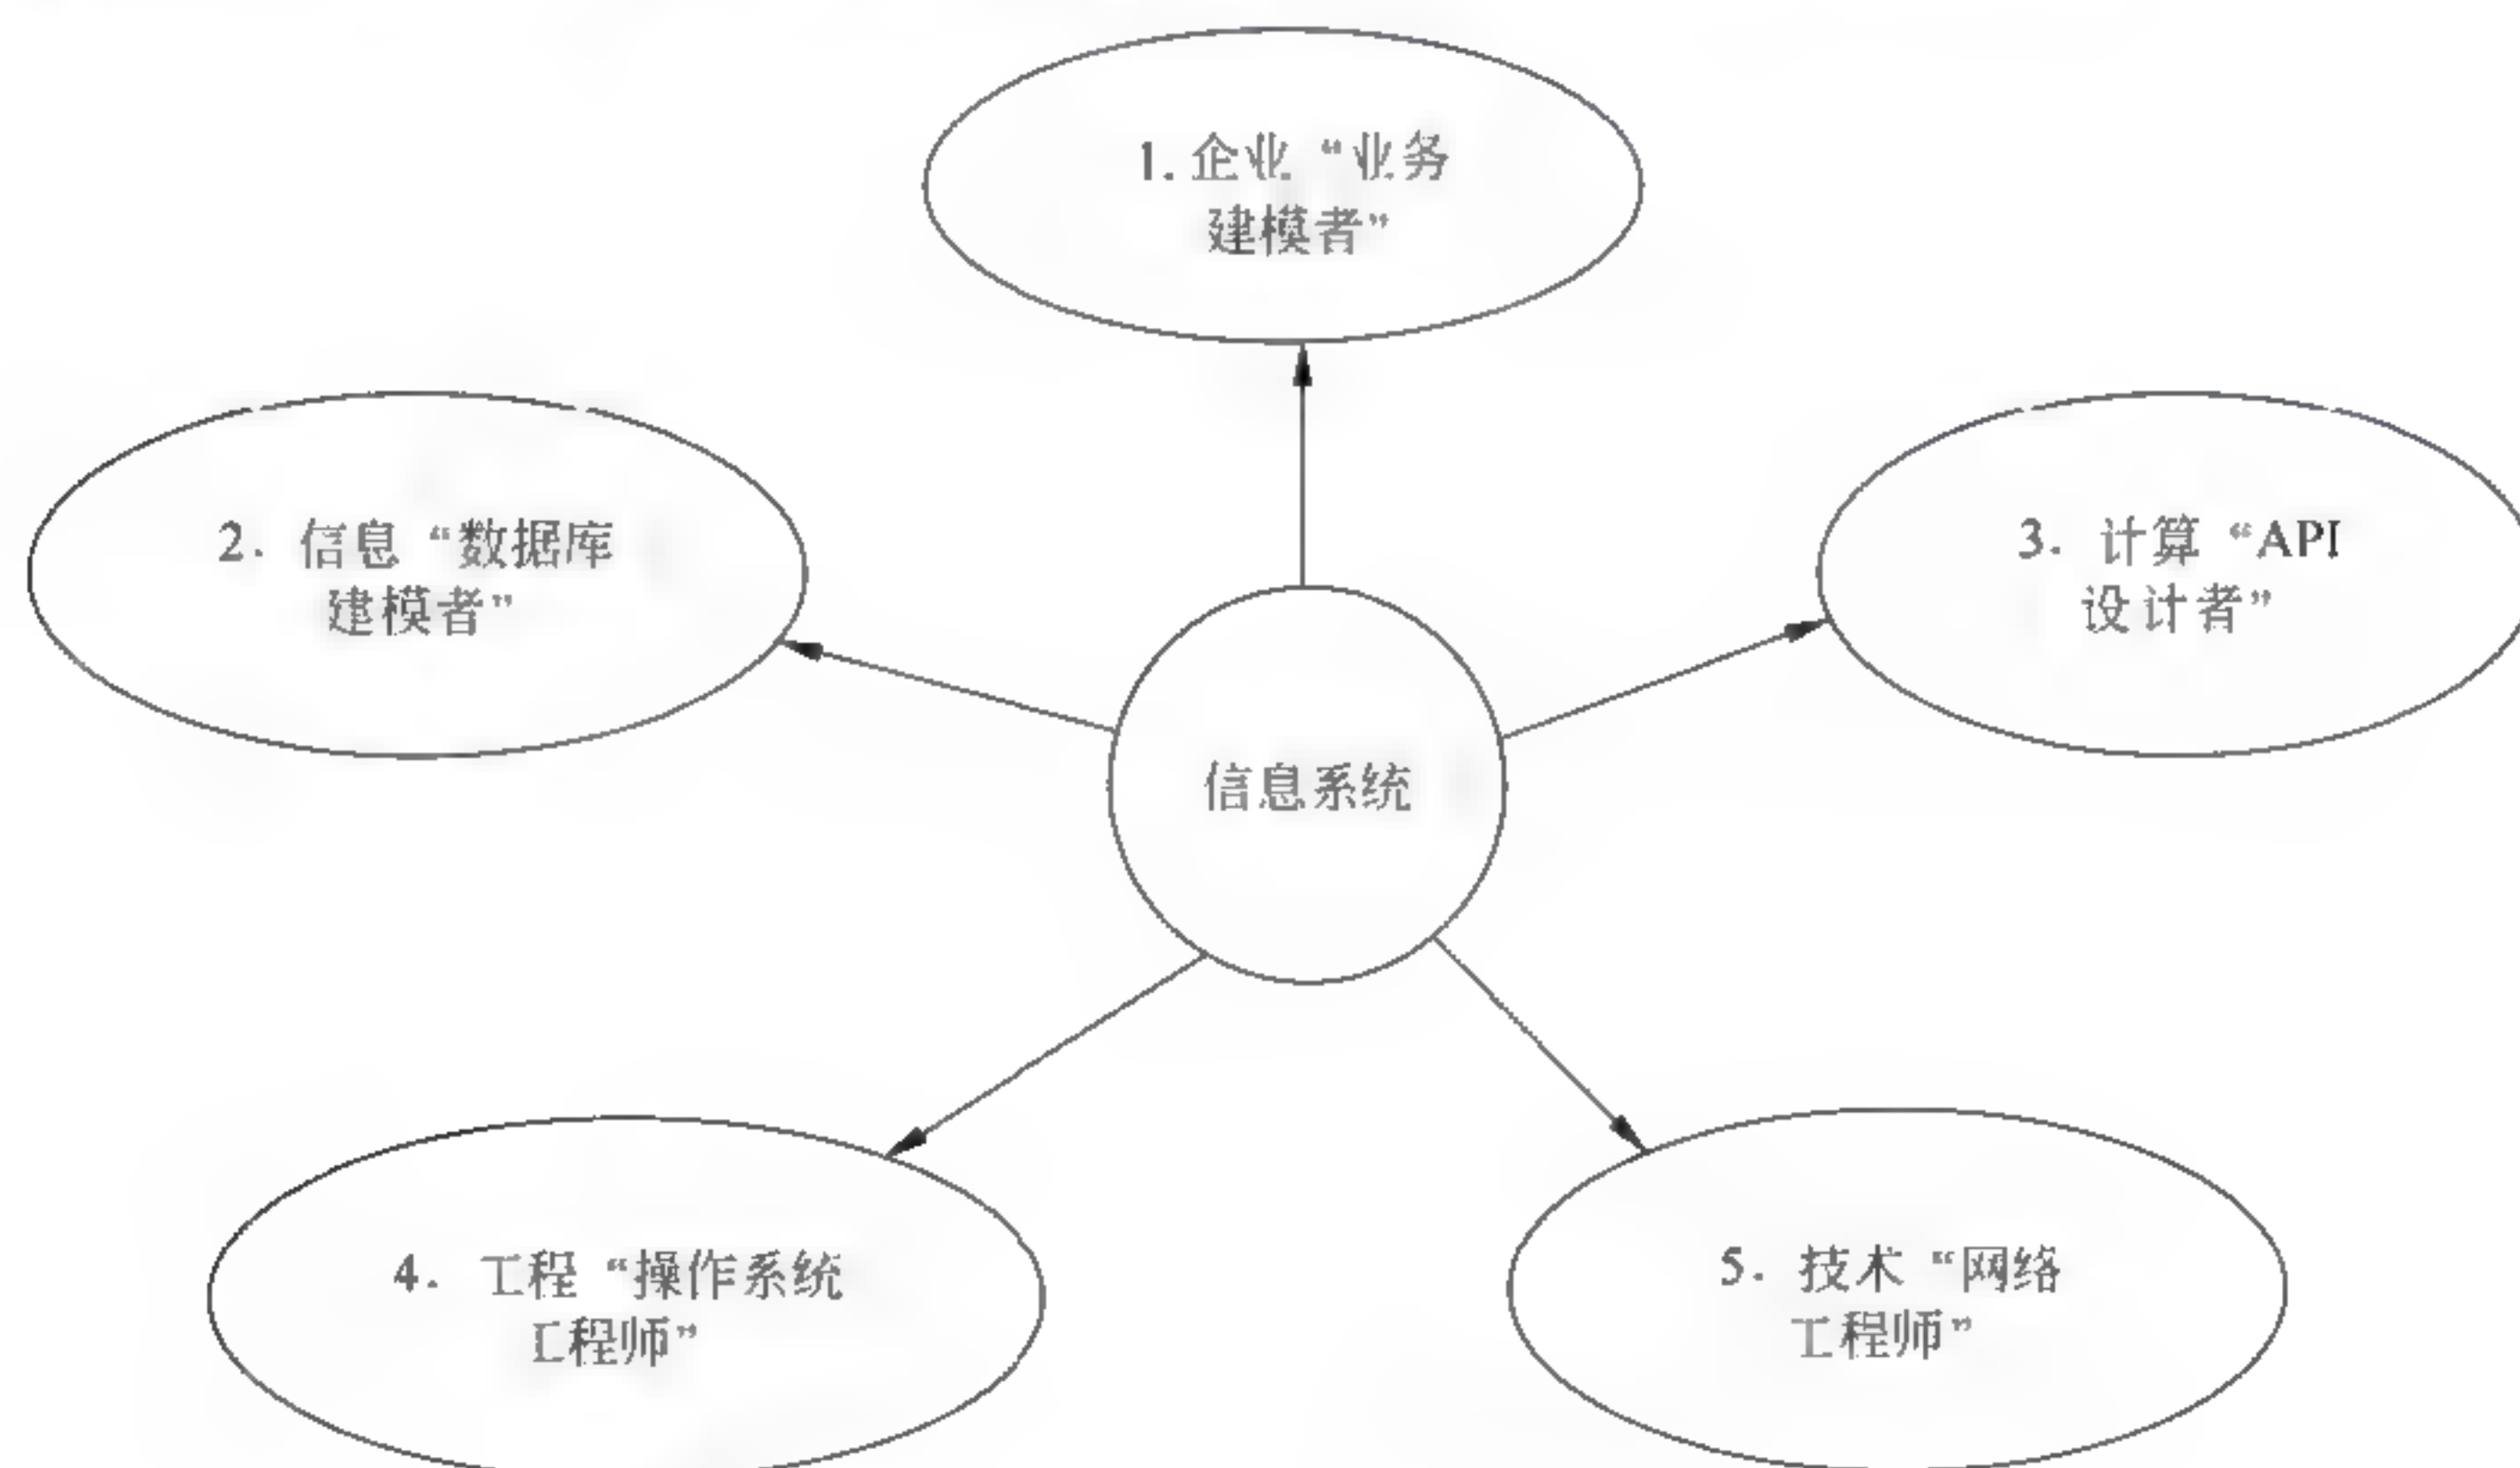 1. 企业 “业务
建模者”
2. 信息 “数据库
建模者”
3. 计算 “API
设计者”
信息系统
4. 工程 “操作系统
工程师”
5. 技术 “网络
工程师”